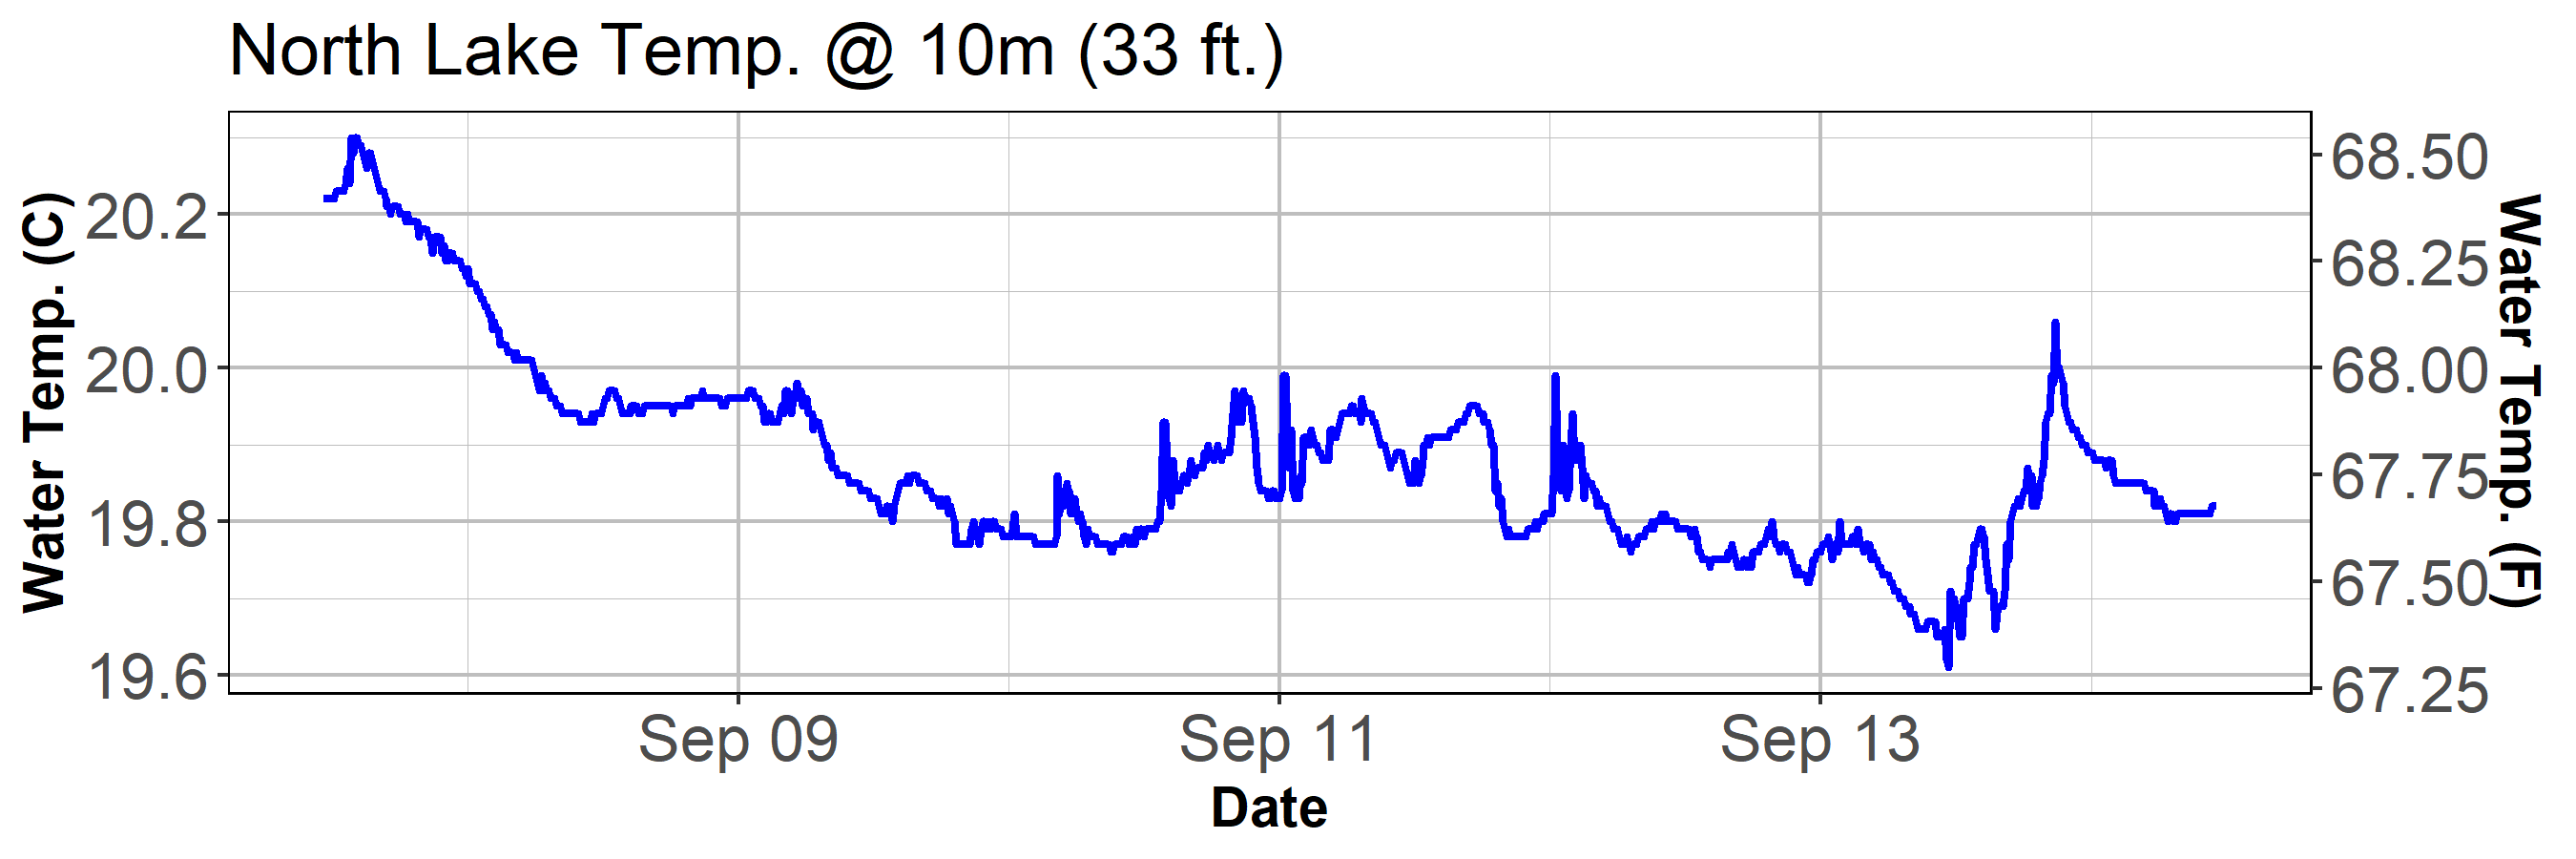 North Lake Temp. @ 10m (33 ft.)
Water Temp. (C)
20.2
20.0
19.8
19.6
68.50
68.25
68.00
67.75
67.50
67.25
Water Temp. (F)
Sep 09
Sep 11
Sep 13
Date